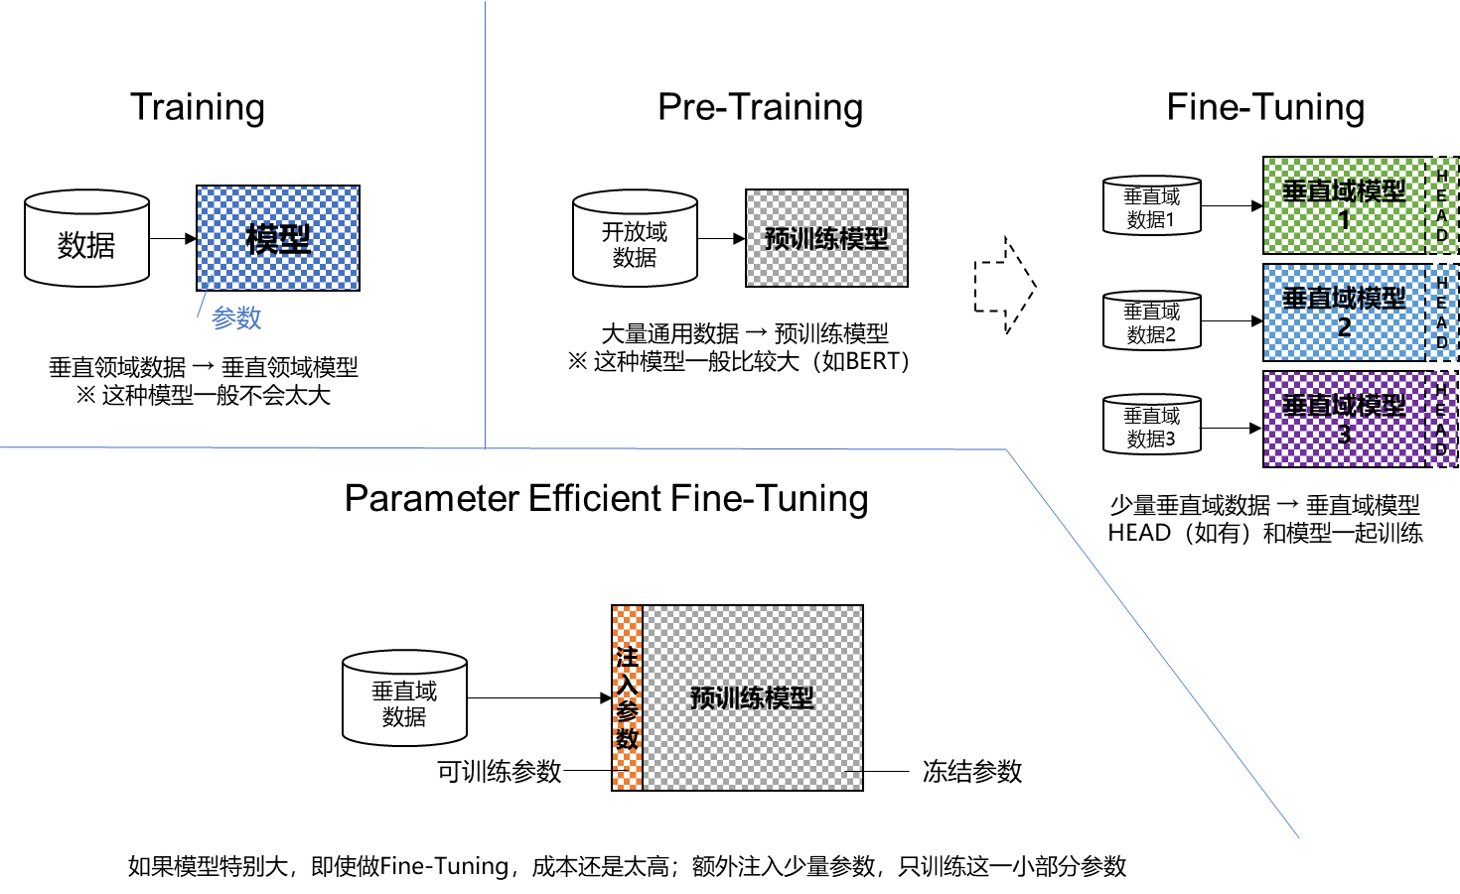 Training
数据
模型
参数
垂直领域数据 → 垂直领域模型
※ 这种模型一般不会太大
Pre-Training
开放域
数据
预训练模型
大量通用数据 → 预训练模型
※ 这种模型一般比较大（如BERT）
Fine-Tuning
垂直域
数据1
垂直域模型
1
HEAD
垂直域
数据2
垂直域模型
2
HEAD
垂直域
数据3
垂直域模型
3
HEAD
少量垂直域数据 → 垂直域模型
HEAD（如有）和模型一起训练
Parameter Efficient Fine-Tuning
垂直域
数据
注入参数
预训练模型
可训练参数
冻结参数
如果模型特别大，即使做Fine-Tuning，成本还是太高；额外注入少量参数，只训练这一小部分参数